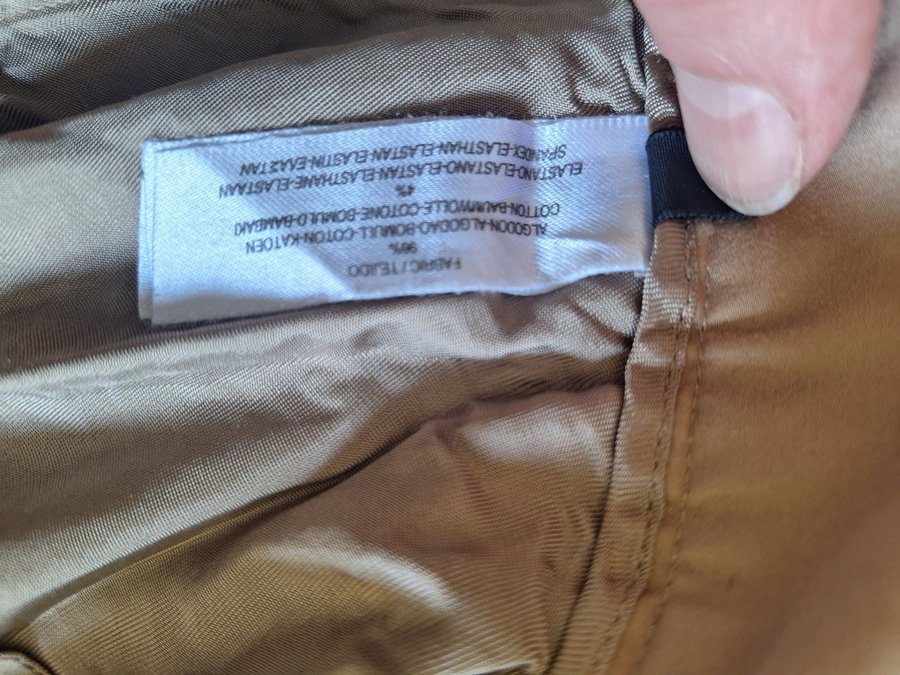 FABRIC / TEJIDO
96%
ALGODON-ALGODAO-BOMULL-COTON-KATOEN
COTTON-BAUMWOLLE-COTONE-BOMULD-BAMBAKI
4%
ELASTANO-ELASTANO-ELASTHANE-ELASTAAN
SPANDEX-ELASTHAN-ELASTAN-ELASTIN-ΕΛΑΣΤΑΝ